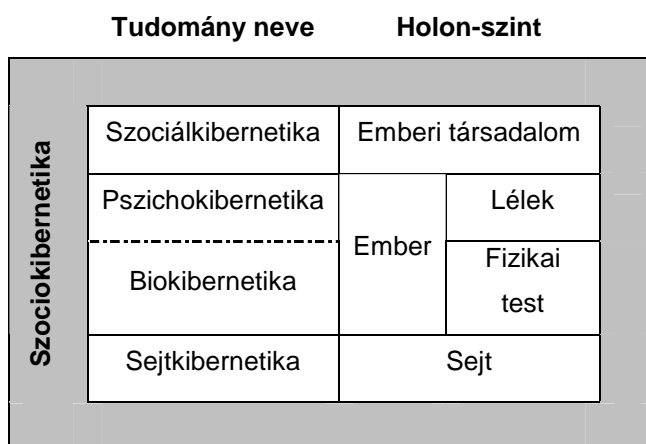 Tudomány neve Holon-szint
Szociokibernetika
Szociálkibernetika Emberi társadalom
Pszichokibernetika Lélek
Ember
Biokibernetika Fizikai
test
Sejtkibernetika Sejt